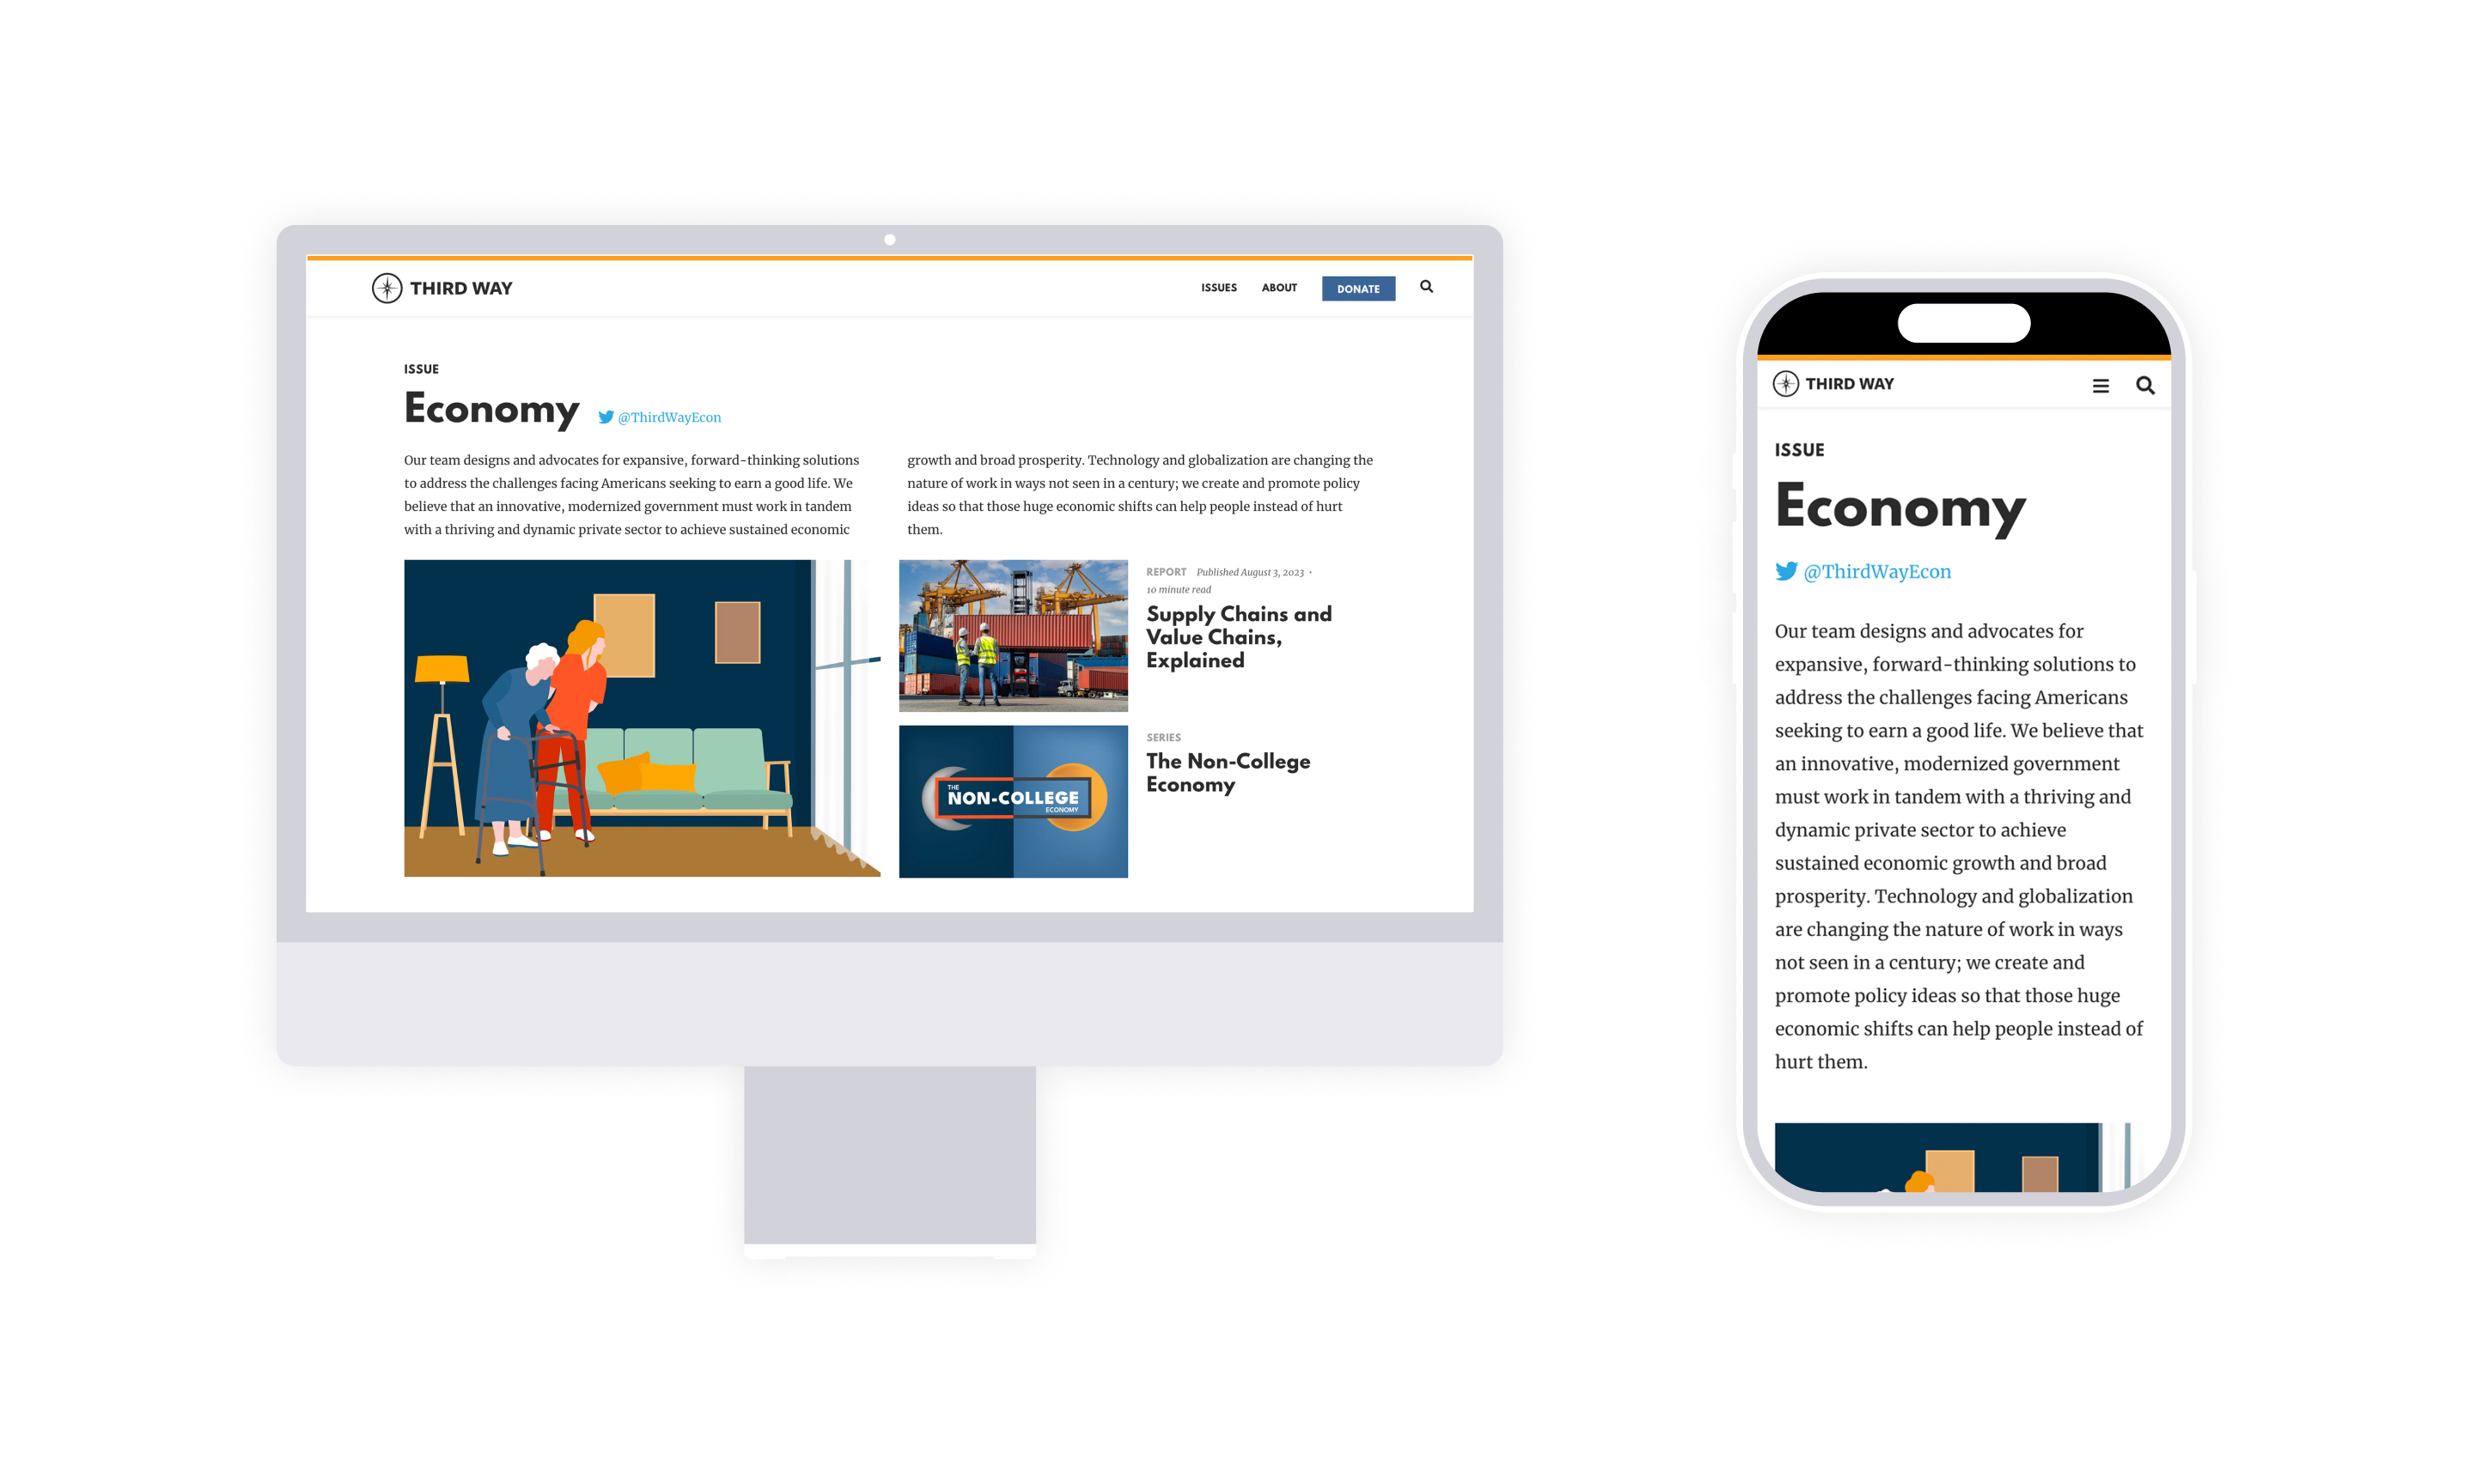 THIRD WAY
ISSUES ABOUT DONATE
ISSUE
Economy @ThirdWayEcon
Our team designs and advocates for expansive, forward-thinking solutions
to address the challenges facing Americans seeking to earn a good life. We
believe that an innovative, modernized government must work in tandem
with a thriving and dynamic private sector to achieve sustained economic
growth and broad prosperity. Technology and globalization are changing the
nature of work in ways not seen in a century; we create and promote policy
ideas so that those huge economic shifts can help people instead of hurt
them.
REPORT Published August 3, 2023 •
10 minute read
Supply Chains and
Value Chains,
Explained
THE
NON-COLLEGE
ECONOMY
SERIES
The Non-College
Economy
THIRD WAY
ISSUE
Economy
@ThirdWayEcon
Our team designs and advocates for
expansive, forward-thinking solutions to
address the challenges facing Americans
seeking to earn a good life. We believe that
an innovative, modernized government
must work in tandem with a thriving and
dynamic private sector to achieve
sustained economic growth and broad
prosperity. Technology and globalization
are changing the nature of work in ways
not seen in a century; we create and
promote policy ideas so that those huge
economic shifts can help people instead of
hurt them.